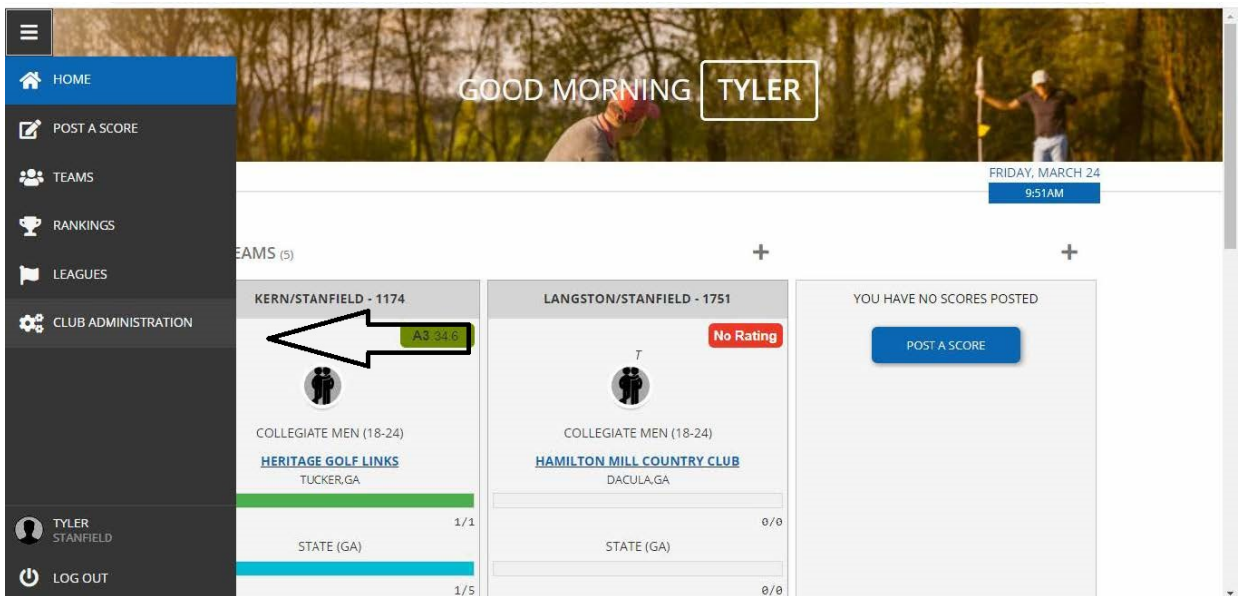 GOOD MORNING TYLER
HOME
POST A SCORE
TEAMS
RANKINGS
LEAGUES
CLUB ADMINISTRATION
TYLER
STANFIELD
LOG OUT
FRIDAY, MARCH 24
9:51AM
EAMS (5)
KERN/STANFIELD - 1174
A3 34.6
COLLEGIATE MEN (18-24)
HERITAGE GOLF LINKS
TUCKER,GA
1/1
STATE (GA)
1/5
LANGSTON/STANFIELD - 1751
No Rating
T
COLLEGIATE MEN (18-24)
HAMILTON MILL COUNTRY CLUB
DACULA,GA
0/0
STATE (GA)
0/0
YOU HAVE NO SCORES POSTED
POST A SCORE